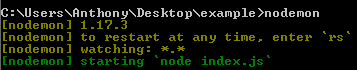 C:\Users\Anthony\Desktop\example>nodemon
[nodemon] 1.17.3
[nodemon] to restart at any time, enter `rs`
[nodemon] watching: *.*
[nodemon] starting `node index.js`